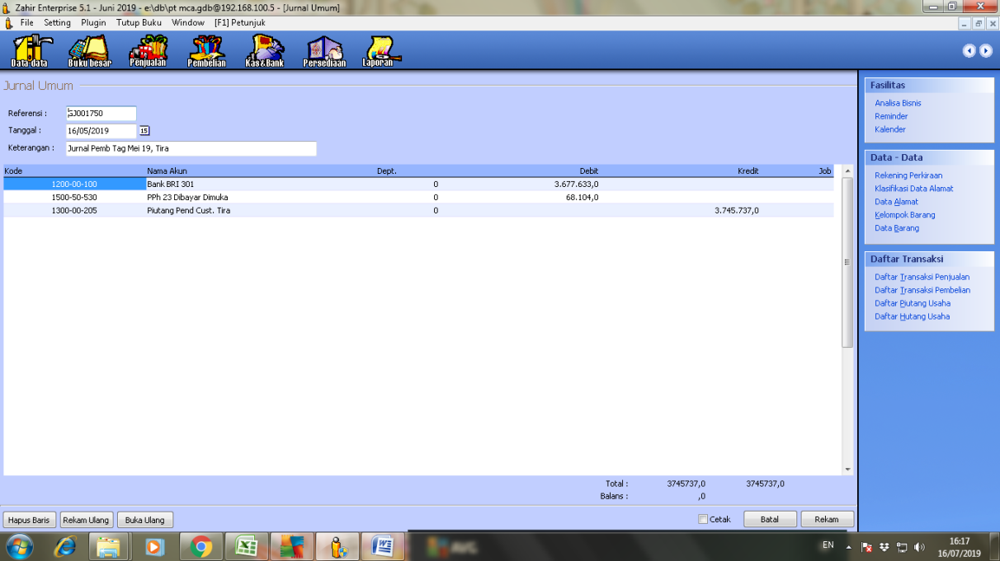 Zahir Enterprise 5.1 - Juni 2019 - e:\db\pt mca.gdb@192.168.100.5 - [Jurnal Umum]
File Setting Plugin Tutup Buku Window [F1] Petunjuk
Data-data Buku besar Penjualan Pembelian Kas & Bank Persediaan Laporan
Jurnal Umum
Referensi : GJ001750
Tanggal : 16/05/2019 15
Keterangan : Jurnal Pemb Tag Mei 19, Tira
Kode Nama Akun Dept. Debit Kredit Job
1200-00-100 Bank BRI 301 0 3.677.633,0
1500-50-530 PPh 23 Dibayar Dimuka 0 68.104,0
1300-00-205 Piutang Pend Cust. Tira 0 3.745.737,0
Total : 3745737,0 3745737,0
Balans : ,0
Hapus Baris Rekam Ulang Buka Ulang Cetak Batal Rekam
Fasilitas
Analisa Bisnis
Reminder
Kalender
Data - Data
Rekening Perkiraan
Klasifikasi Data Alamat
Data Alamat
Kelompok Barang
Data Barang
Daftar Transaksi
Daftar Transaksi Penjualan
Daftar Transaksi Pembelian
Daftar Piutang Usaha
Daftar Hutang Usaha
AVG
EN
16:17
16/07/2019